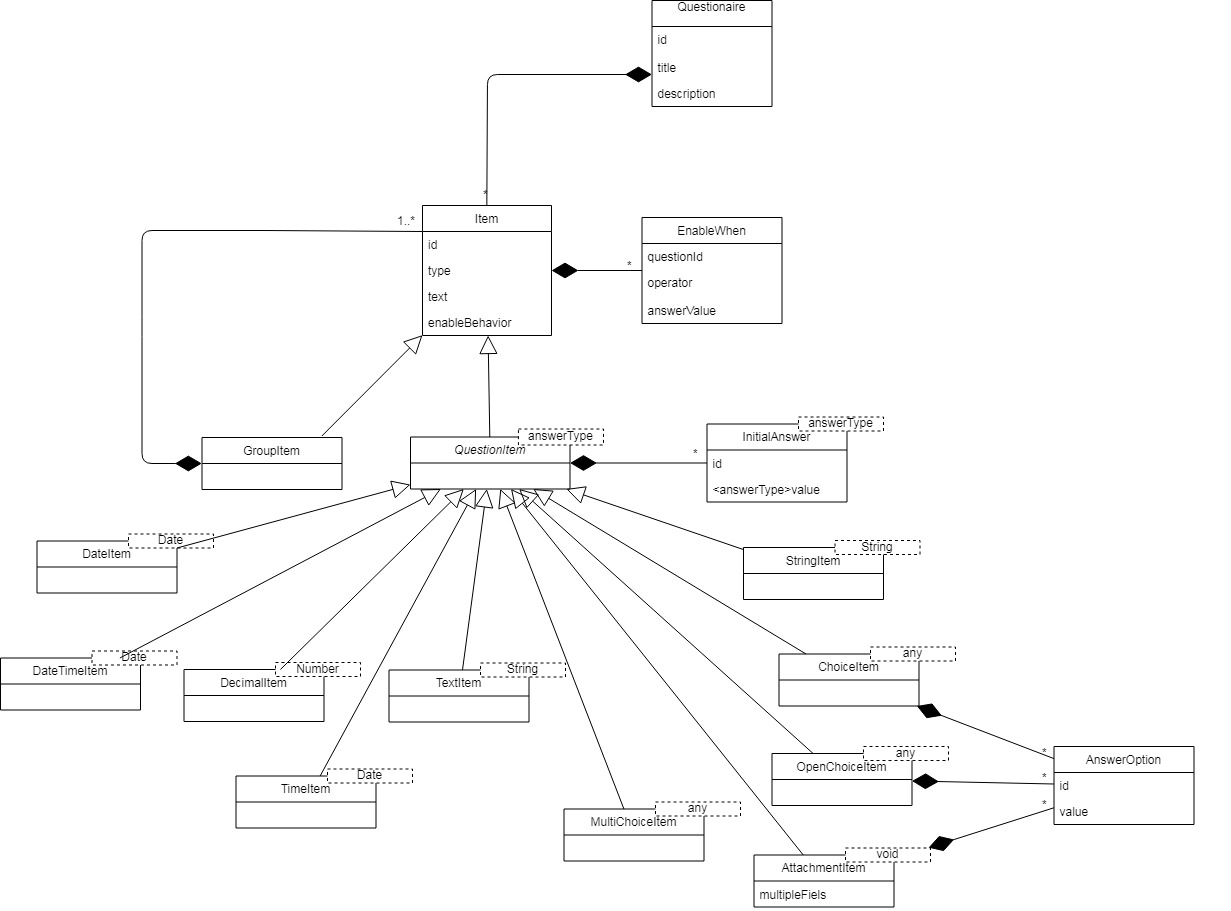 Questionaire
id
title
description
*
1..*
Item
id
type
text
enableBehavior
*
EnableWhen
questionId
operator
answerValue
GroupItem
answerType
QuestionItem
*
answerType
InitialAnswer
id
<answerType>value
Date
DateItem
String
StringItem
Date
DateTimeItem
Number
DecimalItem
String
TextItem
any
ChoiceItem
Date
TimeItem
any
OpenChoiceItem
any
MultiChoiceItem
void
AttachmentItem
multipleFiels
*
*
*
AnswerOption
id
value